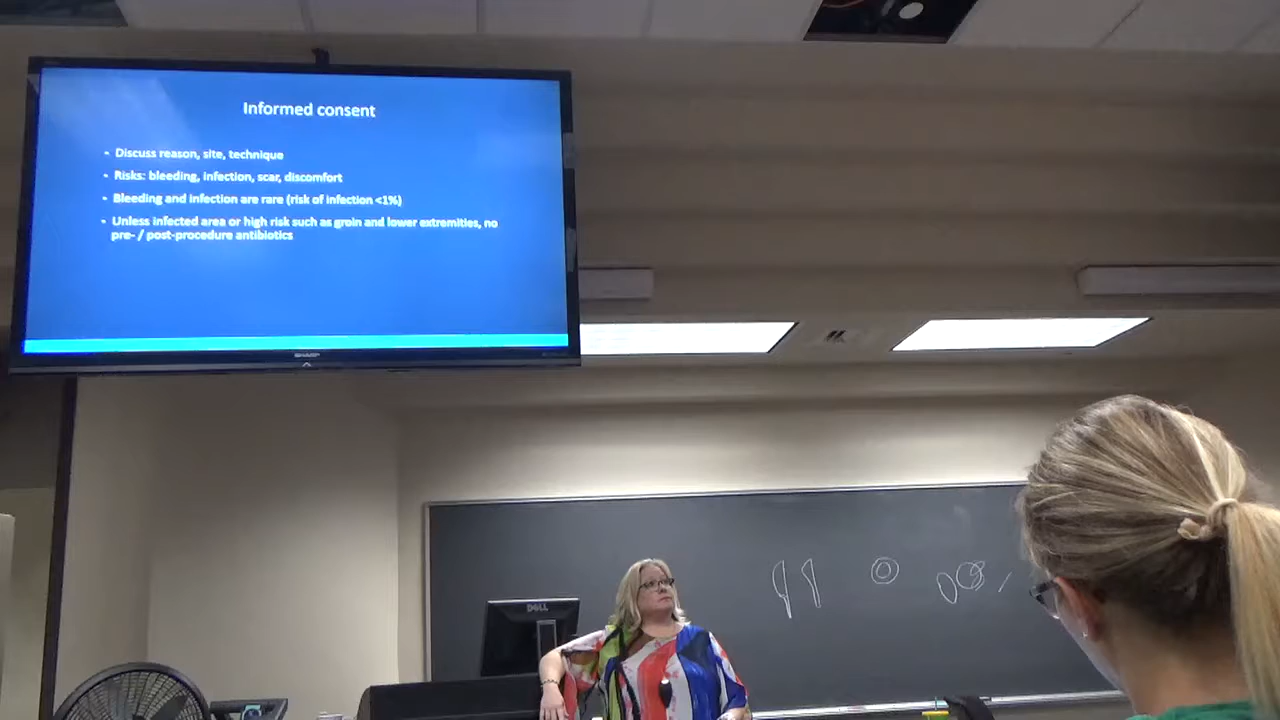 Informed consent
• Discuss reason, site, technique
• Risks: bleeding, infection, scar, discomfort
• Bleeding and infection are rare (risk of infection <1%)
• Unless infected area or high risk such as groin and lower extremities, no
pre- / post-procedure antibiotics
SHARP
DELL